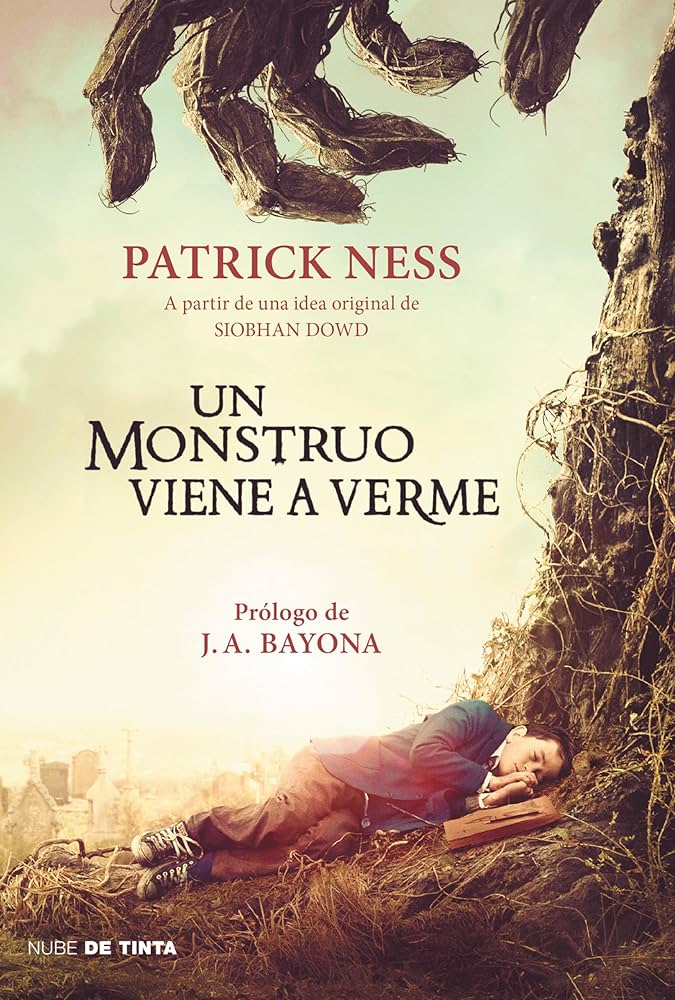 PATRICK NESS
A partir de una idea original de
SIOBHAN DOWD
UN
MONSTRUO
VIENE A VERME
Prólogo de
J. A. BAYONA
NUBE DE TINTA